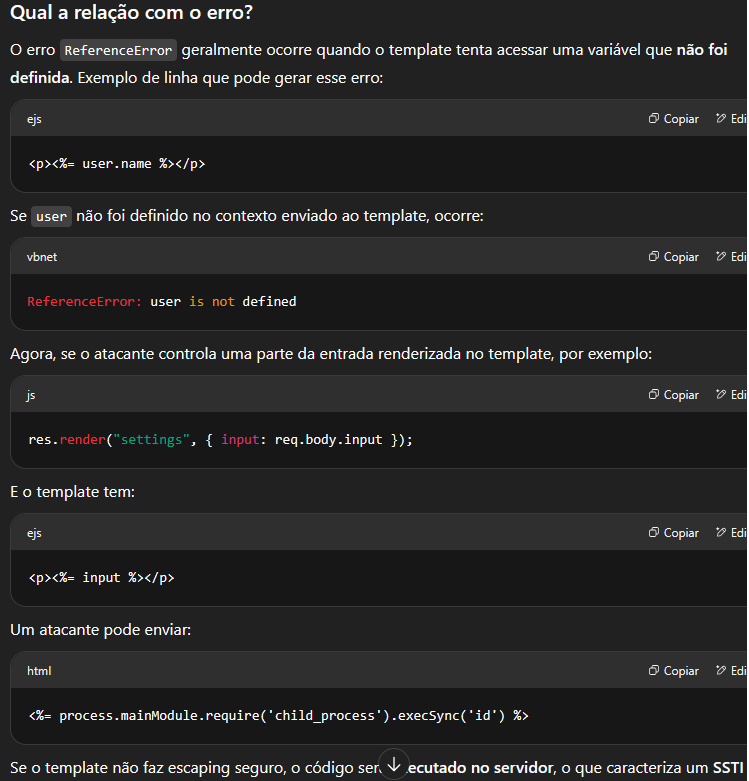 Qual a relação com o erro?
O erro ReferenceError geralmente ocorre quando o template tenta acessar uma variável que não foi
definida. Exemplo de linha que pode gerar esse erro:
ejs Copiar Edi
<p><%= user.name %></p>
Se user não foi definido no contexto enviado ao template, ocorre:
vbnet Copiar Edi
ReferenceError: user is not defined
Agora, se o atacante controla uma parte da entrada renderizada no template, por exemplo:
js Copiar Edi
res.render("settings", { input: req.body.input });
E o template tem:
ejs Copiar Edi
<p><%= input %></p>
Um atacante pode enviar:
html Copiar Edi
<%= process.mainModule.require('child_process').execSync('id') %>
Se o template não faz escaping seguro, o código ser ecutado no servidor, o que caracteriza um SSTI